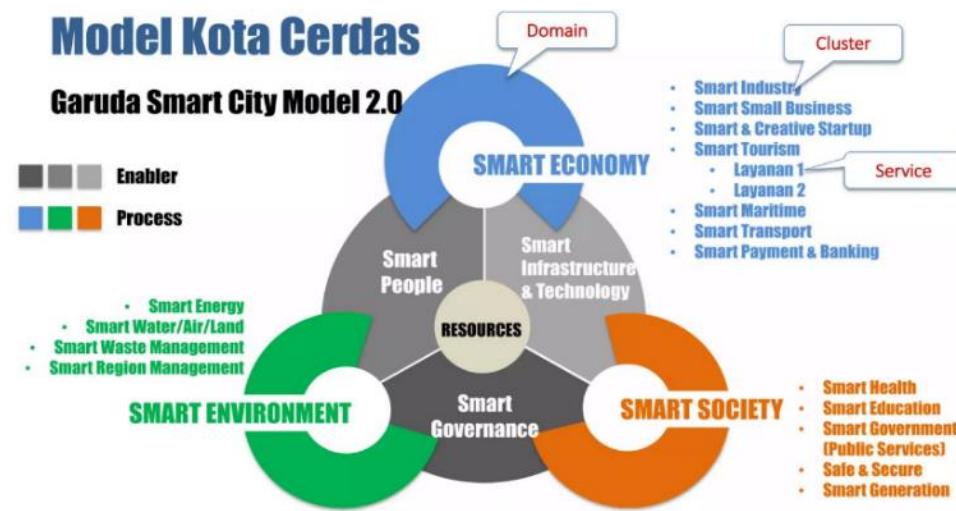 Model Kota Cerdas
Garuda Smart City Model 2.0
Enabler
Process
Domain
Cluster
Service
SMART ECONOMY
• Smart Industry
• Smart Small Business
• Smart & Creative Startup
• Smart Tourism
• Layanan 1
• Layanan 2
• Smart Maritime
• Smart Transport
• Smart Payment & Banking
Smart
People
Smart
Infrastructure
& Technology
RESOURCES
Smart
Governance
• Smart Energy
• Smart Water/Air/Land
• Smart Waste Management
• Smart Region Management
SMART ENVIRONMENT
SMART SOCIETY
• Smart Health
• Smart Education
• Smart Government
(Public Services)
• Safe & Secure
• Smart Generation